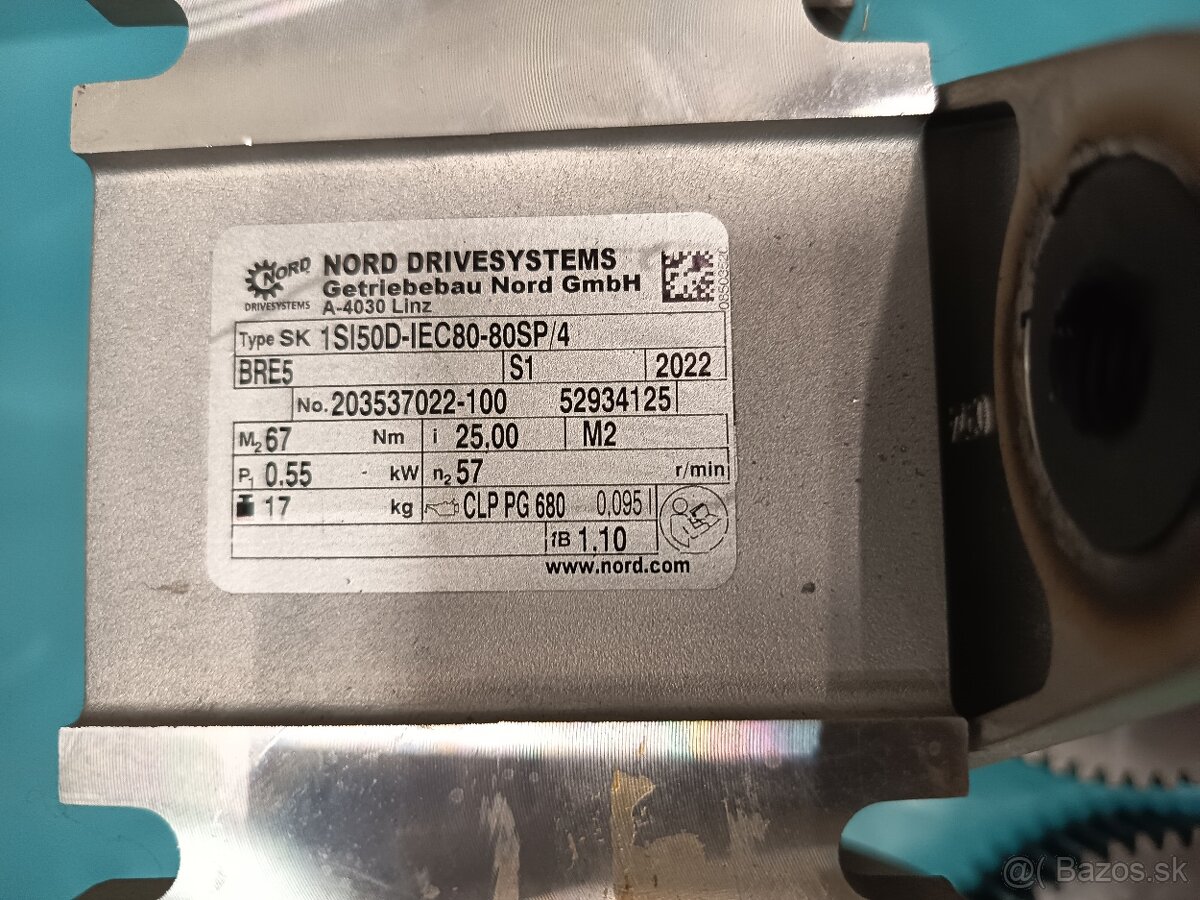 NORD
DRIVESYSTEMS
NORD DRIVESYSTEMS
Getriebebau Nord GmbH
A-4030 Linz
Type SK 1SI50D-IEC80-80SP/4
BRE5 S1 2022
No. 203537022-100 52934125
M2 67 Nm i 25.00 M2
P1 0.55 - kW n2 57 r/min
17 kg CLP PG 680 0.095 l
fB 1.10
www.nord.com
@( Bazos.sk